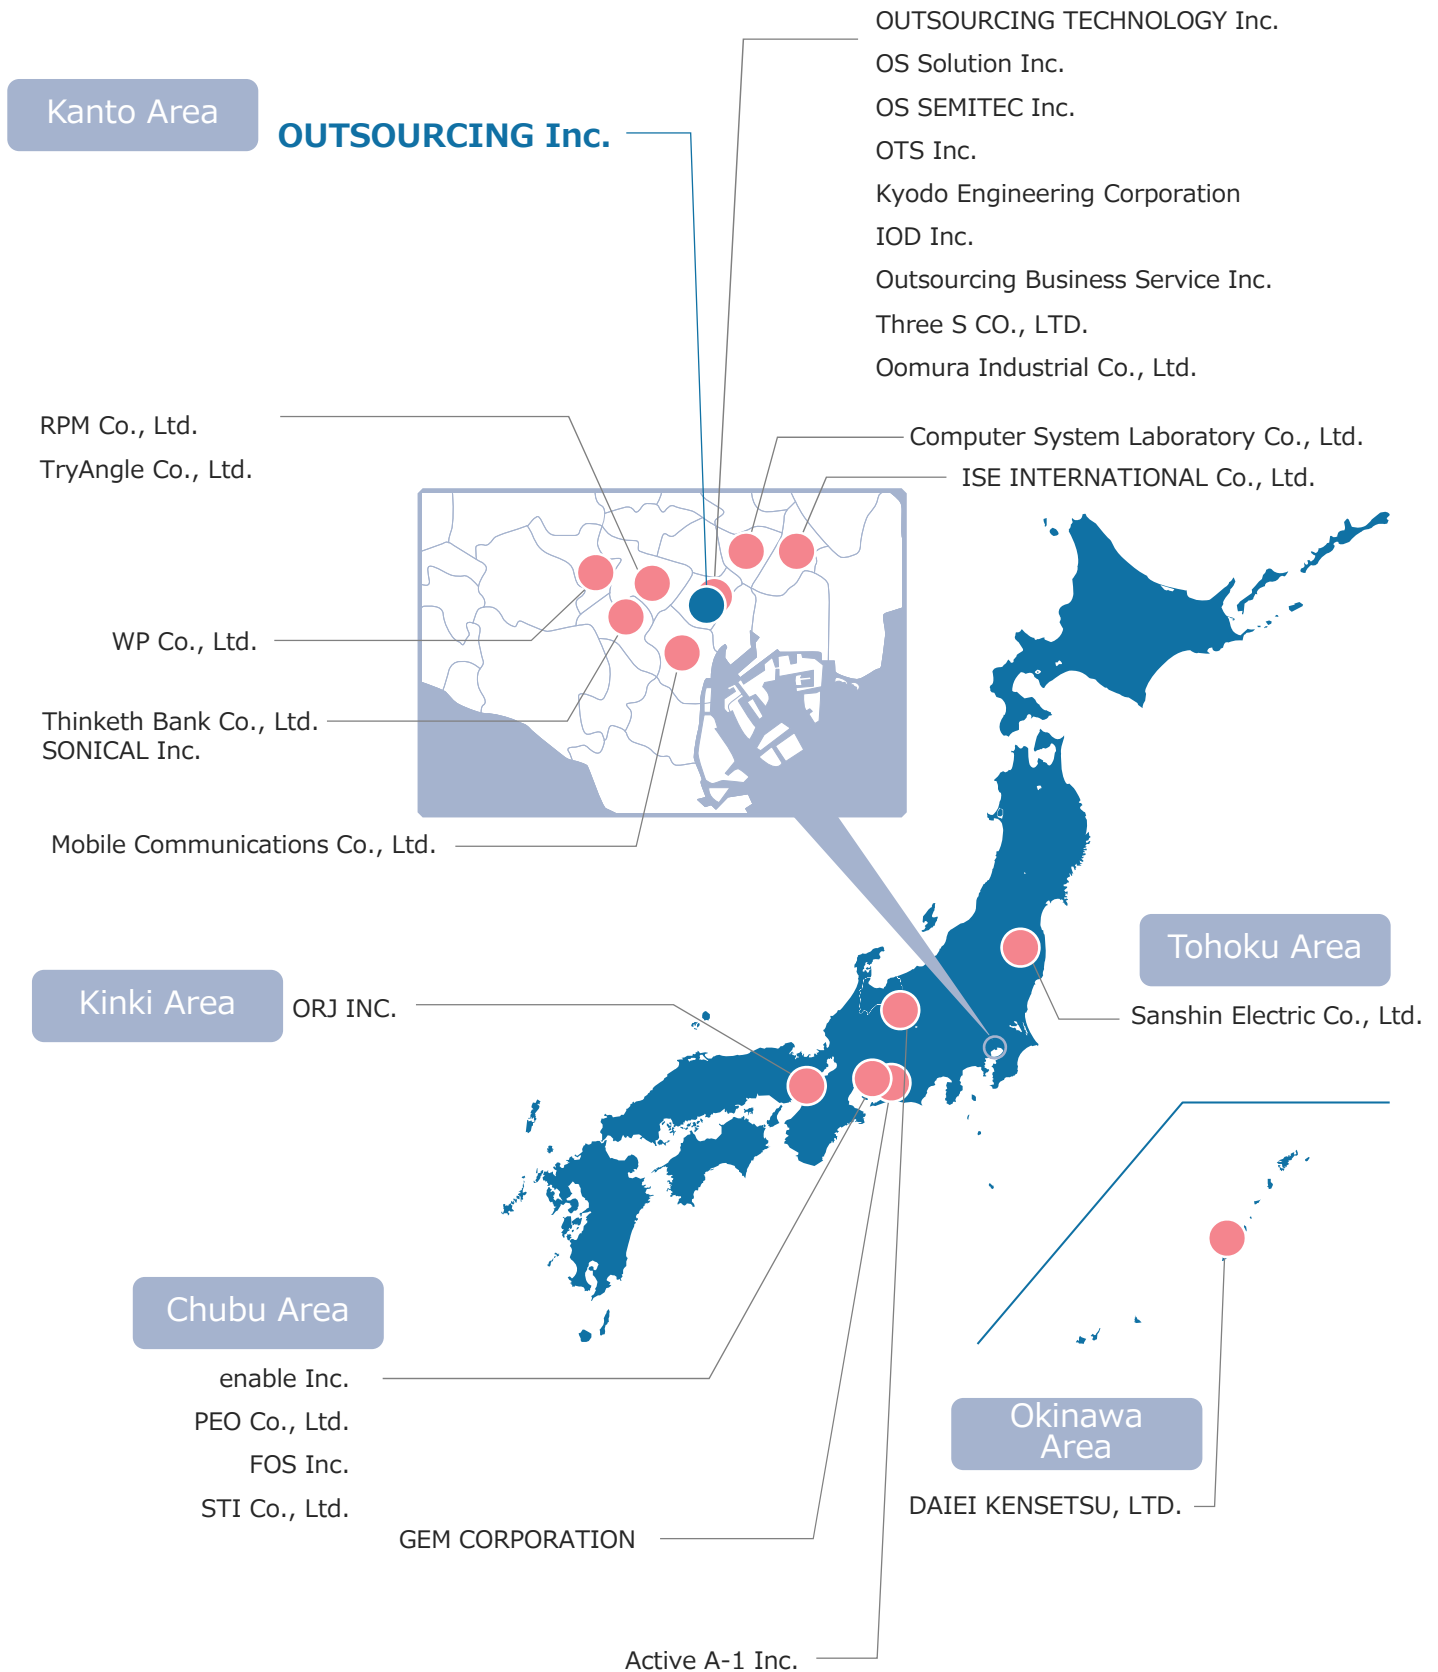 OUTSOURCING TECHNOLOGY Inc.
OS Solution Inc.
OS SEMITEC Inc.
OTS Inc.
Kyodo Engineering Corporation
IOD Inc.
Outsourcing Business Service Inc.
Three S CO., LTD.
Oomura Industrial Co., Ltd.
Kanto Area
OUTSOURCING Inc.
RPM Co., Ltd.
TryAngle Co., Ltd.
Computer System Laboratory Co., Ltd.
ISE INTERNATIONAL Co., Ltd.
WP Co., Ltd.
Thinketh Bank Co., Ltd.
SONICAL Inc.
Mobile Communications Co., Ltd.
Tohoku Area
Sanshin Electric Co., Ltd.
Kinki Area
ORJ INC.
Chubu Area
enable Inc.
PEO Co., Ltd.
FOS Inc.
STI Co., Ltd.
GEM CORPORATION
Active A-1 Inc.
Okinawa
Area
DAIEI KENSETSU, LTD.